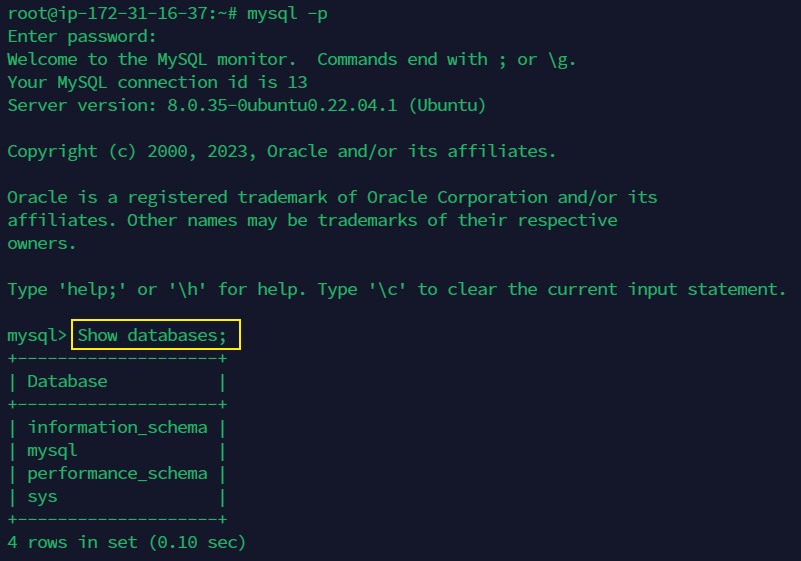 root@ip-172-31-16-37:~# mysql -p
Enter password:
Welcome to the MySQL monitor.  Commands end with ; or \g.
Your MySQL connection id is 13
Server version: 8.0.35-0ubuntu0.22.04.1 (Ubuntu)

Copyright (c) 2000, 2023, Oracle and/or its affiliates.

Oracle is a registered trademark of Oracle Corporation and/or its
affiliates. Other names may be trademarks of their respective
owners.

Type 'help;' or '\h' for help. Type '\c' to clear the current input statement.

mysql> Show databases;
+--------------------+
| Database           |
+--------------------+
| information_schema |
| mysql              |
| performance_schema |
| sys                |
+--------------------+
4 rows in set (0.10 sec)